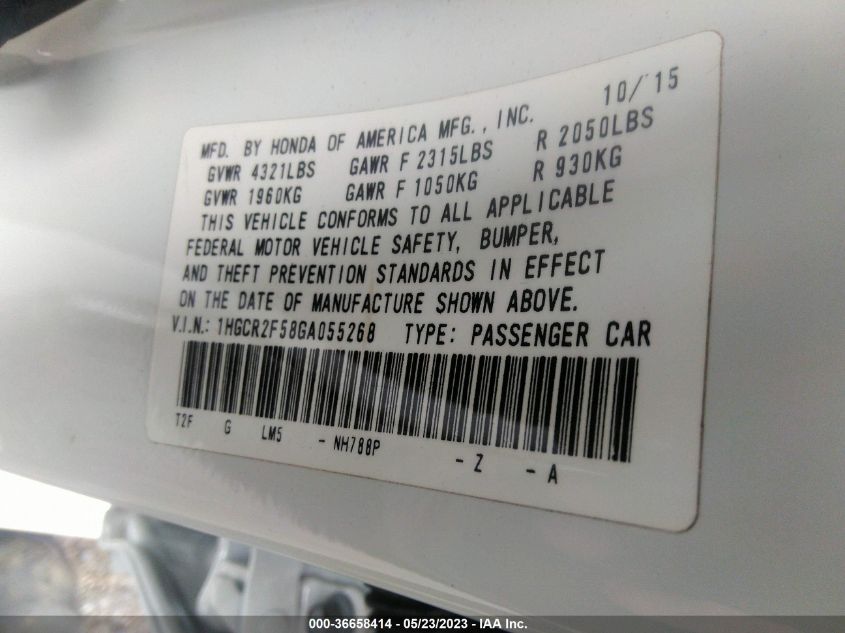 10/15
MFD. BY HONDA OF AMERICA MFG., INC.
GVWR 4321LBS GAWR F 2315LBS R 2050LBS
GVWR 1960KG GAWR F 1050KG R 930KG
THIS VEHICLE CONFORMS TO ALL APPLICABLE
FEDERAL MOTOR VEHICLE SAFETY, BUMPER,
AND THEFT PREVENTION STANDARDS IN EFFECT
ON THE DATE OF MANUFACTURE SHOWN ABOVE.
V.I.N.: 1HGCR2F58GA055268 TYPE: PASSENGER CAR
T2F G LM5 - NH788P - Z - A
000-36658414 - 05/23/2023 - IAA Inc.